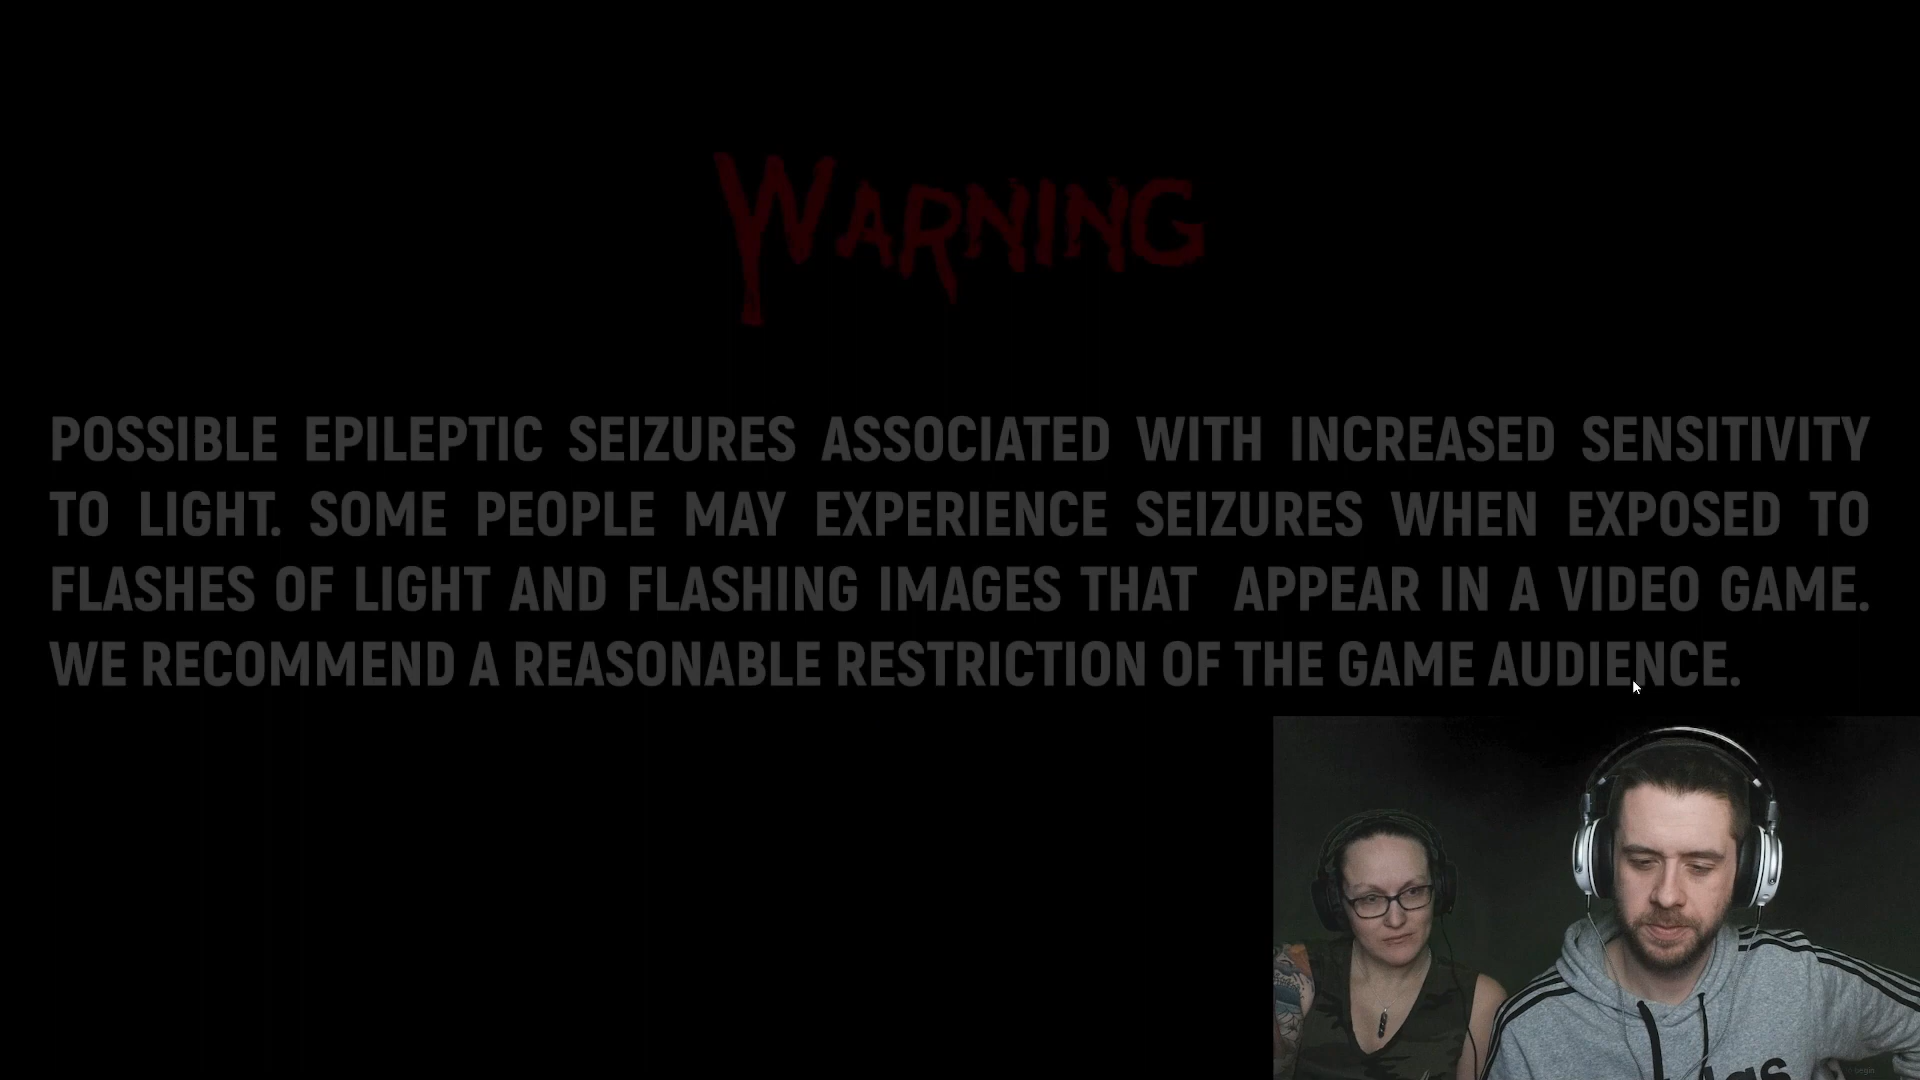 WARNING
POSSIBLE EPILEPTIC SEIZURES ASSOCIATED WITH INCREASED SENSITIVITY
TO LIGHT. SOME PEOPLE MAY EXPERIENCE SEIZURES WHEN EXPOSED TO
FLASHES OF LIGHT AND FLASHING IMAGES THAT APPEAR IN A VIDEO GAME.
WE RECOMMEND A REASONABLE RESTRICTION OF THE GAME AUDIENCE.